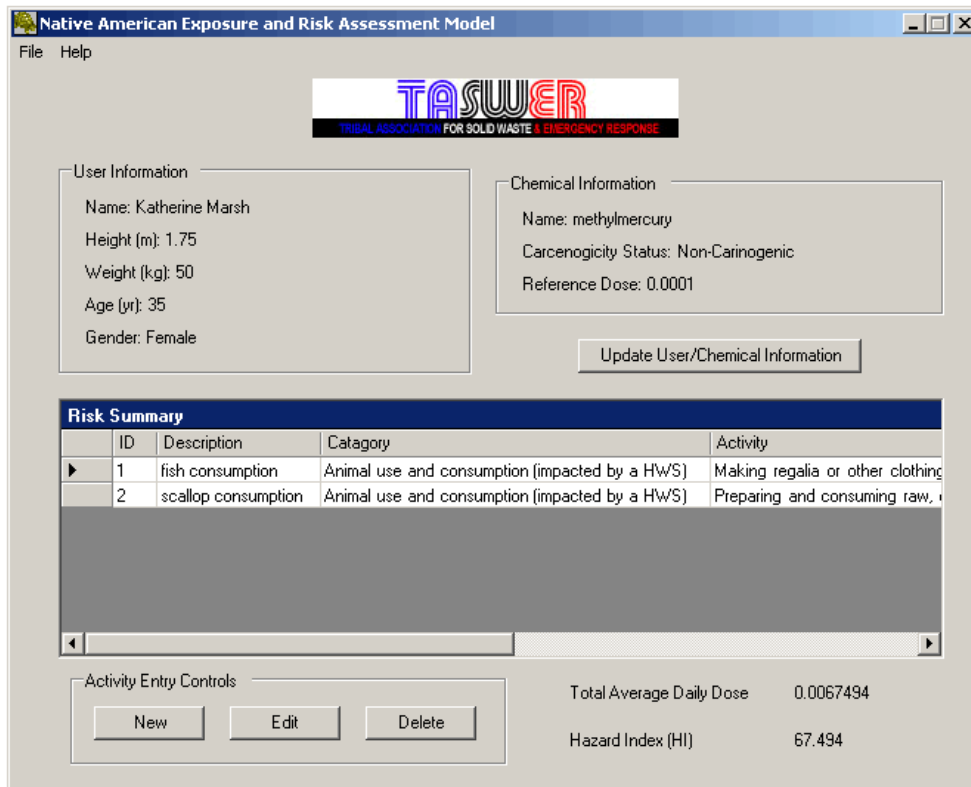 Native American Exposure and Risk Assessment Model
File Help
TASWER
TRIBAL ASSOCIATION FOR SOLID WASTE & EMERGENCY RESPONSE
User Information
Name: Katherine Marsh
Height (m): 1.75
Weight (kg): 50
Age (yr): 35
Gender: Female
Chemical Information
Name: methylmercury
Carcenogicity Status: Non-Carinogenic
Reference Dose: 0.0001
Update User/Chemical Information
Risk Summary
ID Description Catagory Activity
1 fish consumption Animal use and consumption (impacted by a HWS) Making regalia or other clothing
2 scallop consumption Animal use and consumption (impacted by a HWS) Preparing and consuming raw,
Activity Entry Controls
New Edit Delete
Total Average Daily Dose 0.0067494
Hazard Index (HI) 67.494